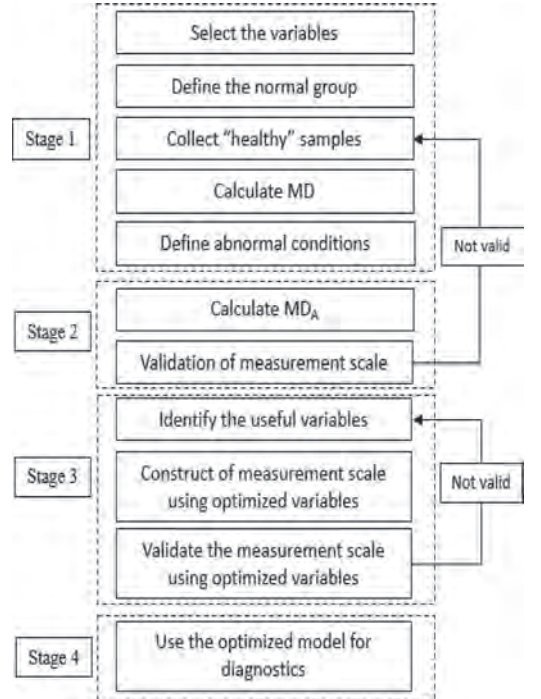 Select the variables
Define the normal group
Stage 1
Collect "healthy" samples
Calculate MD
Define abnormal conditions
Not valid
Calculate MDA
Stage 2
Validation of measurement scale
Identify the useful variables
Stage 3
Construct of measurement scale
using optimized variables
Not valid
Validate the measurement scale
using optimized variables
Stage 4
Use the optimized model for
diagnostics